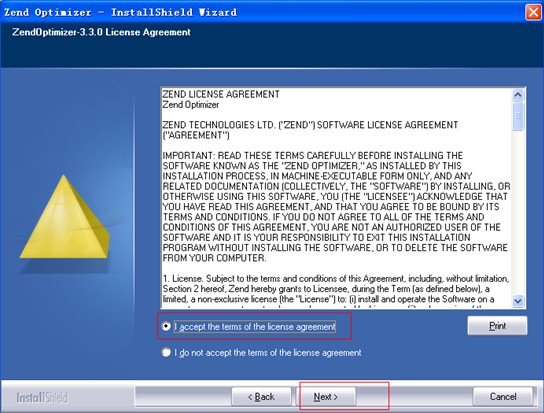 Zend Optimizer - InstallShield Wizard
ZendOptimizer-3.3.0 License Agreement
ZEND LICENSE AGREEMENT
Zend Optimizer
ZEND TECHNOLOGIES LTD. ("ZEND") SOFTWARE LICENSE AGREEMENT
("AGREEMENT")
IMPORTANT: READ THESE TERMS CAREFULLY BEFORE INSTALLING THE
SOFTWARE KNOWN AS THE "ZEND OPTIMIZER," AS INSTALLED BY THIS
INSTALLATION PROCESS, IN MACHINE-EXECUTABLE FORM ONLY, AND ANY
RELATED DOCUMENTATION (COLLECTIVELY, THE "SOFTWARE") BY INSTALLING, OR
OTHERWISE USING THIS SOFTWARE, YOU (THE "LICENSEE") ACKNOWLEDGE THAT
YOU HAVE READ THIS AGREEMENT, AND THAT YOU AGREE TO BE BOUND BY ITS
TERMS AND CONDITIONS. IF YOU DO NOT AGREE TO ALL OF THE TERMS AND
CONDITIONS OF THIS AGREEMENT, YOU ARE NOT AN AUTHORIZED USER OF THE
SOFTWARE AND IT IS YOUR RESPONSIBILITY TO EXIT THIS INSTALLATION
PROGRAM WITHOUT INSTALLING THE SOFTWARE, OR TO DELETE THE SOFTWARE
FROM YOUR COMPUTER.
1. License. Subject to the terms and conditions of this Agreement, including, without limitation,
Section 2 hereof, Zend hereby grants to Licensee, during the Term (as defined below), a
limited, a non-exclusive license (the "License") to: (i) install and operate the Software on a
I accept the terms of the license agreement
Print
I do not accept the terms of the license agreement
InstallShield
< Back
Next >
Cancel